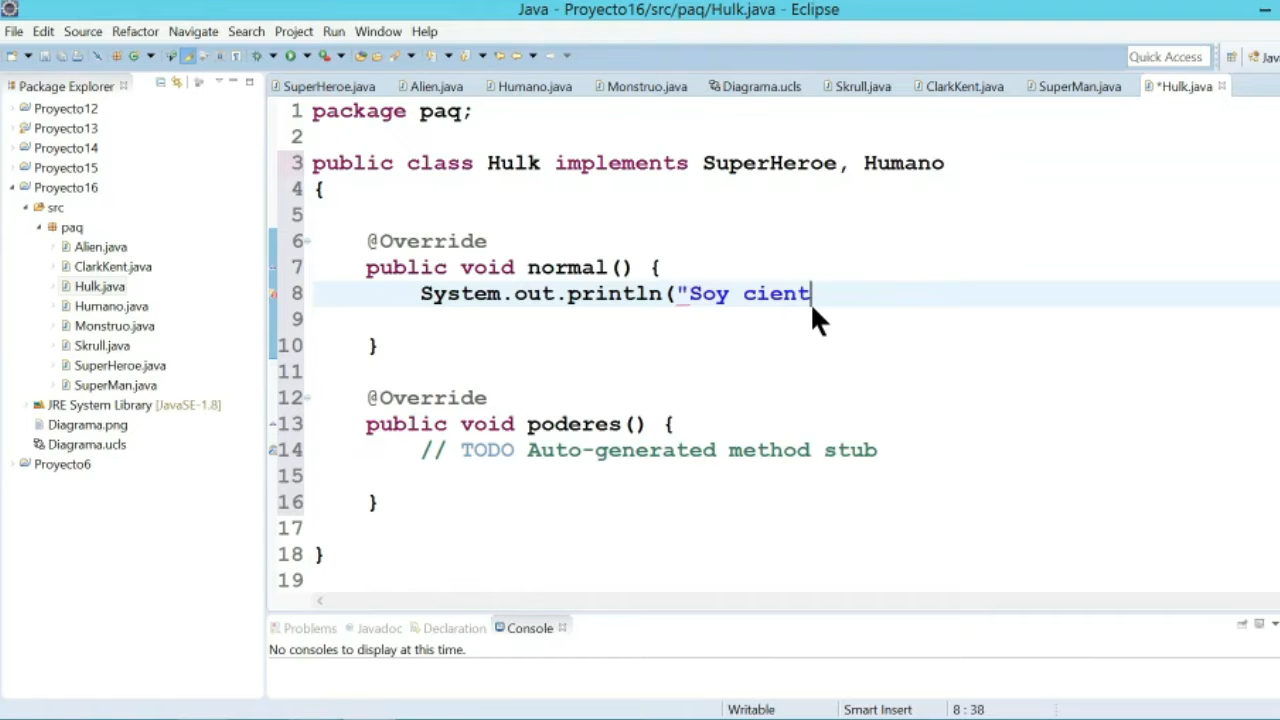 Java - Proyecto16/src/paq/Hulk.java - Eclipse
File Edit Source Refactor Navigate Search Project Run Window Help
Quick Access
Package Explorer
SuperHeroe.java Alien.java Humano.java Monstruo.java Diagrama.ucls Skrull.java ClarkKent.java SuperMan.java *Hulk.java
Proyecto12
Proyecto13
Proyecto14
Proyecto15
Proyecto16
src
paq
Alien.java
ClarkKent.java
Hulk.java
Humano.java
Monstruo.java
Skrull.java
SuperHeroe.java
SuperMan.java
JRE System Library [JavaSE-1.8]
Diagrama.png
Diagrama.ucls
Proyecto6
1 package paq;
2
3 public class Hulk implements SuperHeroe, Humano
4 {
5
6 @Override
7 public void normal() {
8 System.out.println("Soy cient
9
10 }
11
12 @Override
13 public void poderes() {
14 // TODO Auto-generated method stub
15
16 }
17
18 }
19
Problems Javadoc Declaration Console
No consoles to display at this time.
Writable Smart Insert 8 : 38